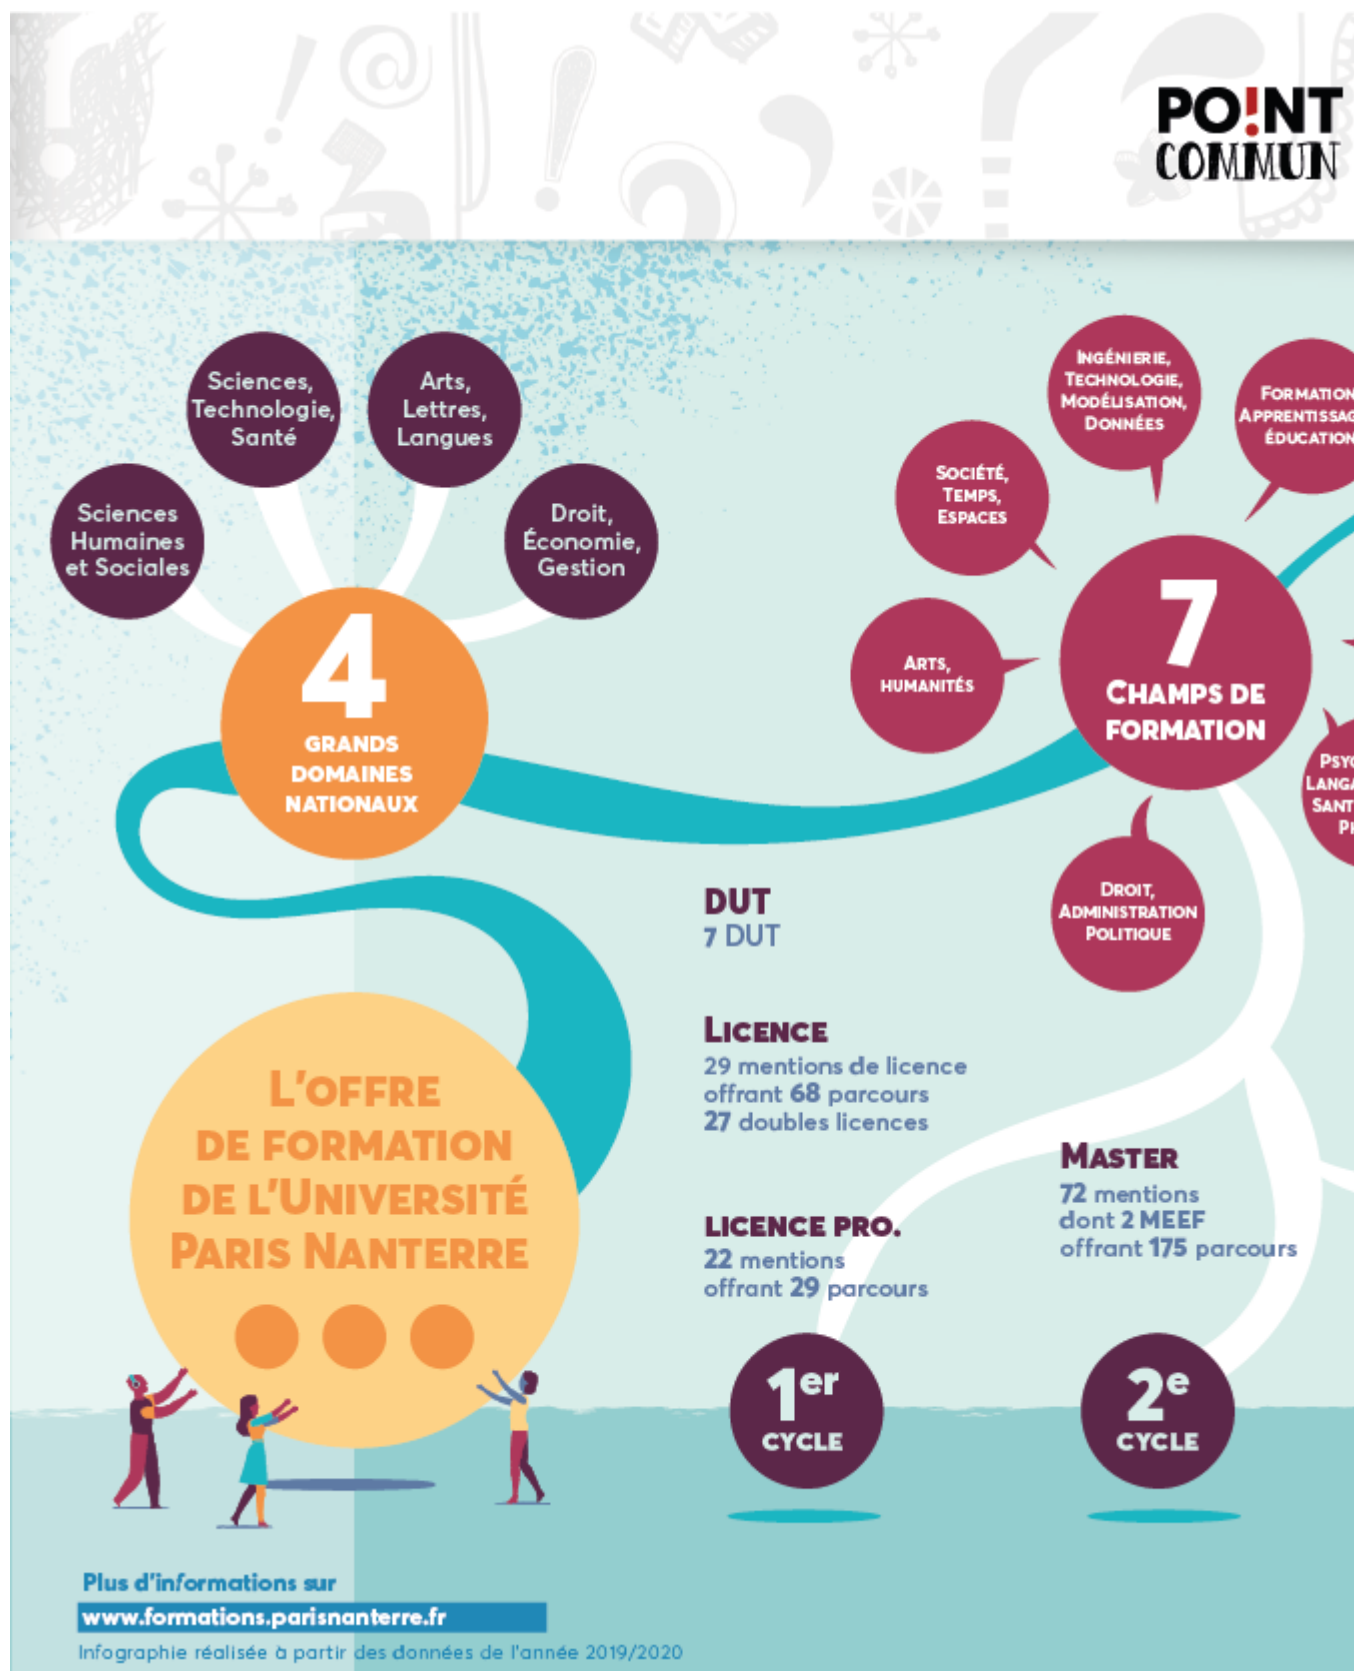 PO!NT
COMMUN
Sciences,
Technologie,
Santé
Arts,
Lettres,
Langues
Sciences
Humaines
et Sociales
Droit,
Économie,
Gestion
4
GRANDS
DOMAINES
NATIONAUX
INGÉNIERIE,
TECHNOLOGIE,
MODÉLISATION,
DONNÉES
FORMATION
ÉDUCATION
SOCIÉTÉ,
TEMPS,
ESPACES
ARTS,
HUMANITÉS
7
CHAMPS DE
FORMATION
DROIT,
ADMINISTRATION
POLITIQUE
DUT
7 DUT
LICENCE
29 mentions de licence
offrant 68 parcours
27 doubles licences
LICENCE PRO.
22 mentions
offrant 29 parcours
1er
CYCLE
MASTER
72 mentions
dont 2 MEEF
offrant 175 parcours
2e
CYCLE
L'OFFRE
DE FORMATION
DE L'UNIVERSITÉ
PARIS NANTERRE
Plus d'informations sur
www.formations.parisnanterre.fr
Infographie réalisée à partir des données de l'année 2019/2020